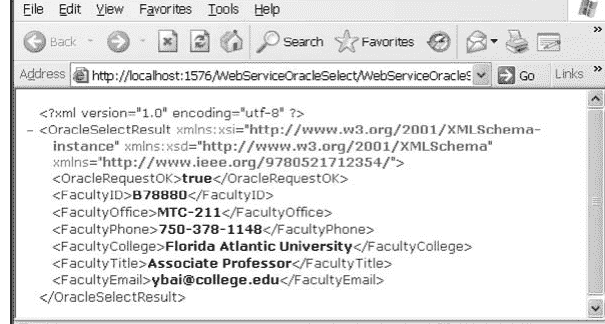 File Edit View Favorites Tools Help
Back Search Favorites
Address http://localhost:1576/WebServiceOracleSelect/WebServiceOracleS Go Links
<?xml version="1.0" encoding="utf-8" ?>
- <OracleSelectResult xmlns:xsi="http://www.w3.org/2001/XMLSchema-
instance" xmlns:xsd="http://www.w3.org/2001/XMLSchema"
xmlns="http://www.ieee.org/9780521712354/">
<OracleRequestOK>true</OracleRequestOK>
<FacultyID>B78880</FacultyID>
<FacultyOffice>MTC-211</FacultyOffice>
<FacultyPhone>750-378-1148</FacultyPhone>
<FacultyCollege>Florida Atlantic University</FacultyCollege>
<FacultyTitle>Associate Professor</FacultyTitle>
<FacultyEmail>ybai@college.edu</FacultyEmail>
</OracleSelectResult>